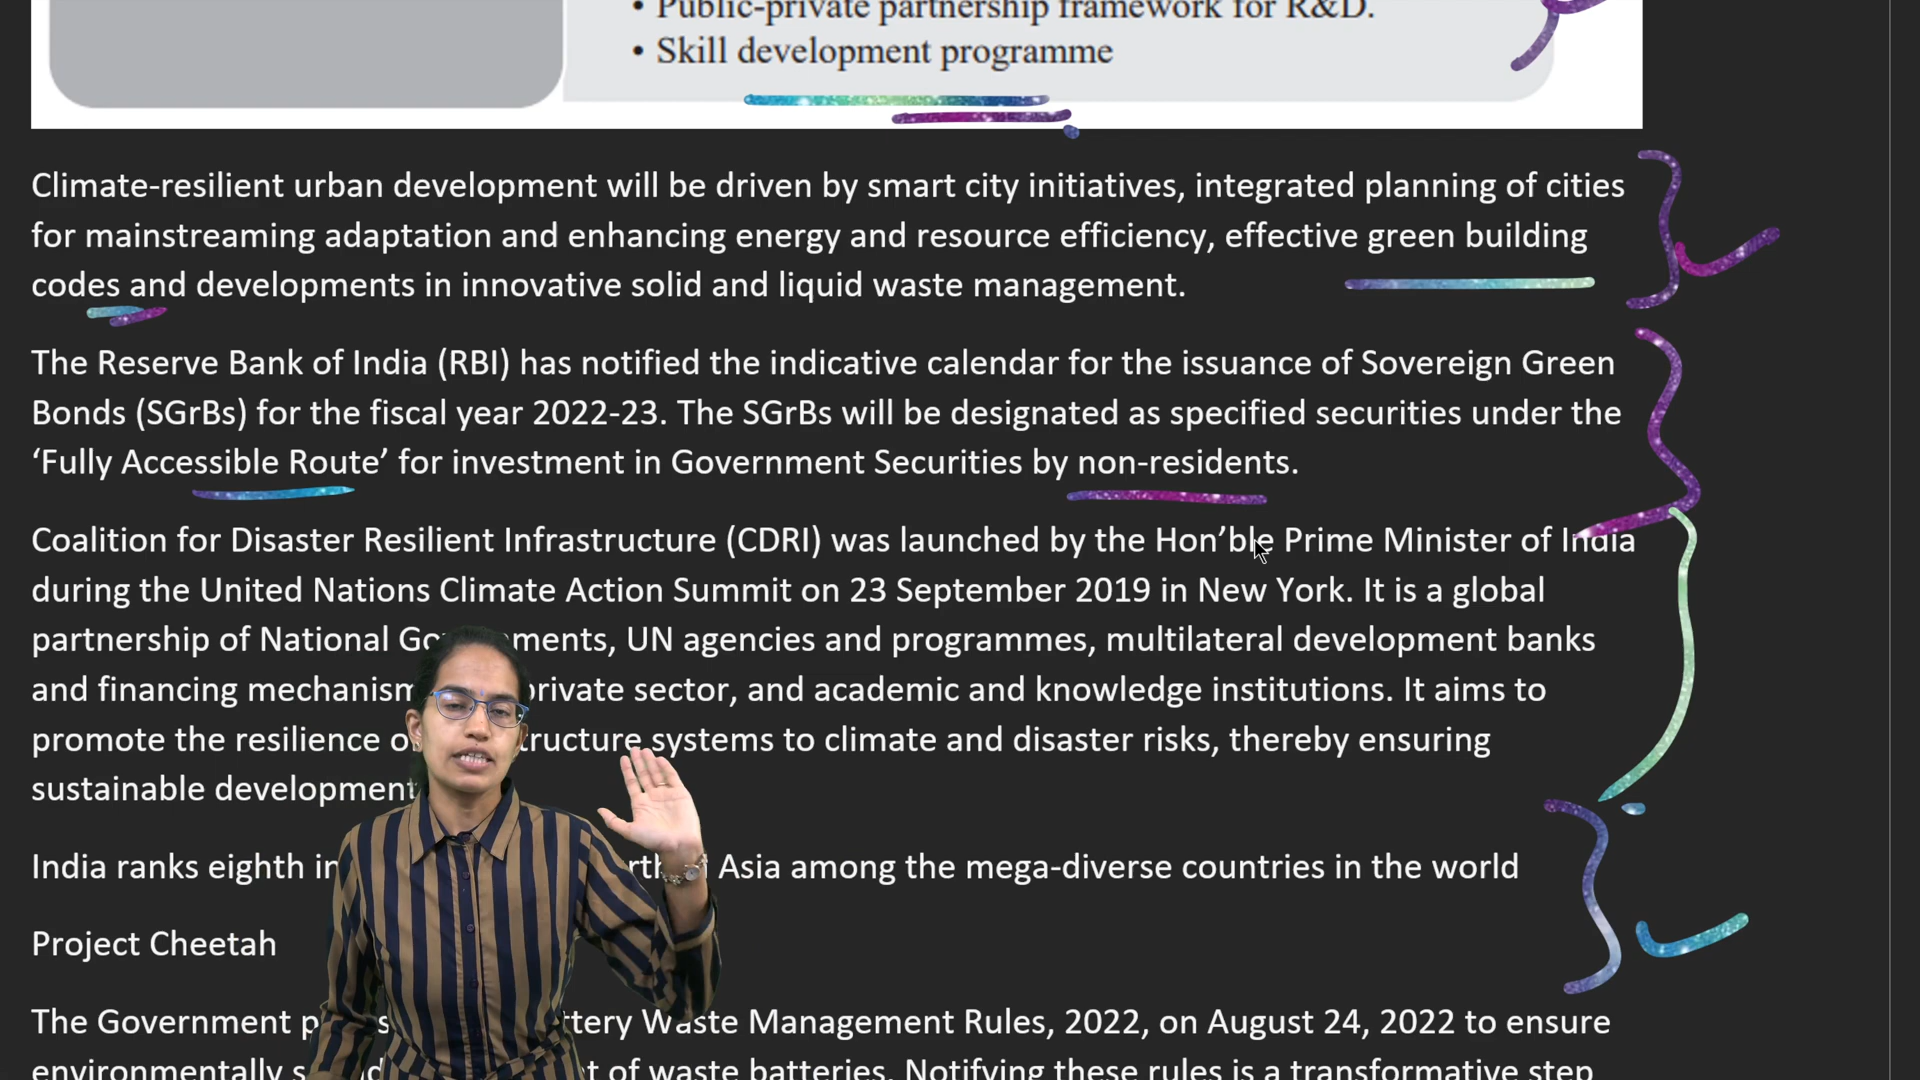 • Public-private partnership framework for R&D.
• Skill development programme
Climate-resilient urban development will be driven by smart city initiatives, integrated planning of cities
for mainstreaming adaptation and enhancing energy and resource efficiency, effective green building
codes and developments in innovative solid and liquid waste management.
The Reserve Bank of India (RBI) has notified the indicative calendar for the issuance of Sovereign Green
Bonds (SGrBs) for the fiscal year 2022-23. The SGrBs will be designated as specified securities under the
‘Fully Accessible Route’ for investment in Government Securities by non-residents.
Coalition for Disaster Resilient Infrastructure (CDRI) was launched by the Hon’ble Prime Minister of India
during the United Nations Climate Action Summit on 23 September 2019 in New York. It is a global
partnership of National UN agencies and programmes, multilateral development banks
and financing private sector, and academic and knowledge institutions. It aims to
promote the resilience systems to climate and disaster risks, thereby ensuring
sustainable development
India ranks eighth Asia among the mega-diverse countries in the world
Project Cheetah
The Government Waste Management Rules, 2022, on August 24, 2022 to ensure
environmentally of waste batteries. Notifying these rules is a transformative step